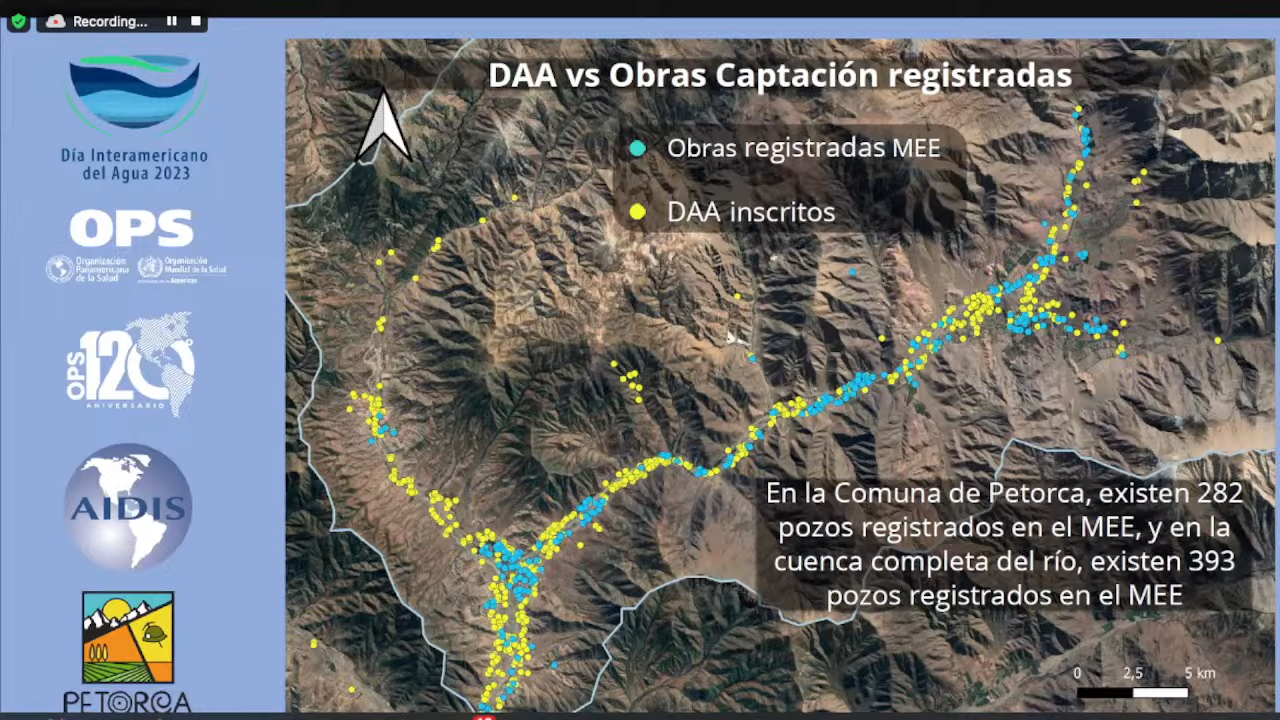 Recording...
DAA vs Obras Captación registradas
Obras registradas MEE
DAA inscritos
Día Interamericano
del Agua 2023
OPS
Organización
Panamericana
de la Salud
Organización
Mundial de la Salud
OPS
120
ANIVERSARIO
AIDIS
PETORCA
En la Comuna de Petorca, existen 282
pozos registrados en el MEE, y en la
cuenca completa del río, existen 393
pozos registrados en el MEE
0 2,5 5 km